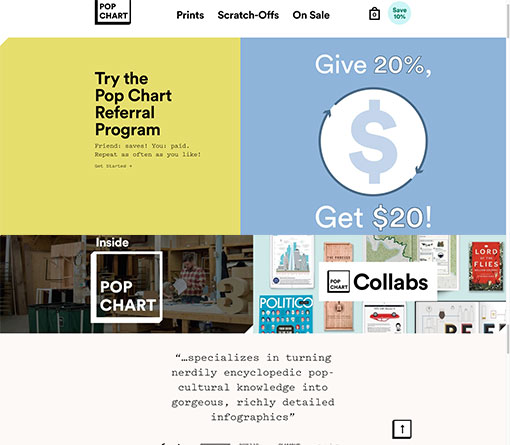 POP
CHART
Prints Scratch-Offs On Sale
0
Save
10%
Try the
Pop Chart
Referral
Program
Friend: saves! You: paid.
Repeat as often as you like!
Get Started
Give 20%,
$
Get $20!
Inside
POP
CHART
POP
CHART
Collabs
LORD
OF THE
FLIES
POLITICO
“…specializes in turning
nerdily encyclopedic pop-
cultural knowledge into
gorgeous, richly detailed
infographics”